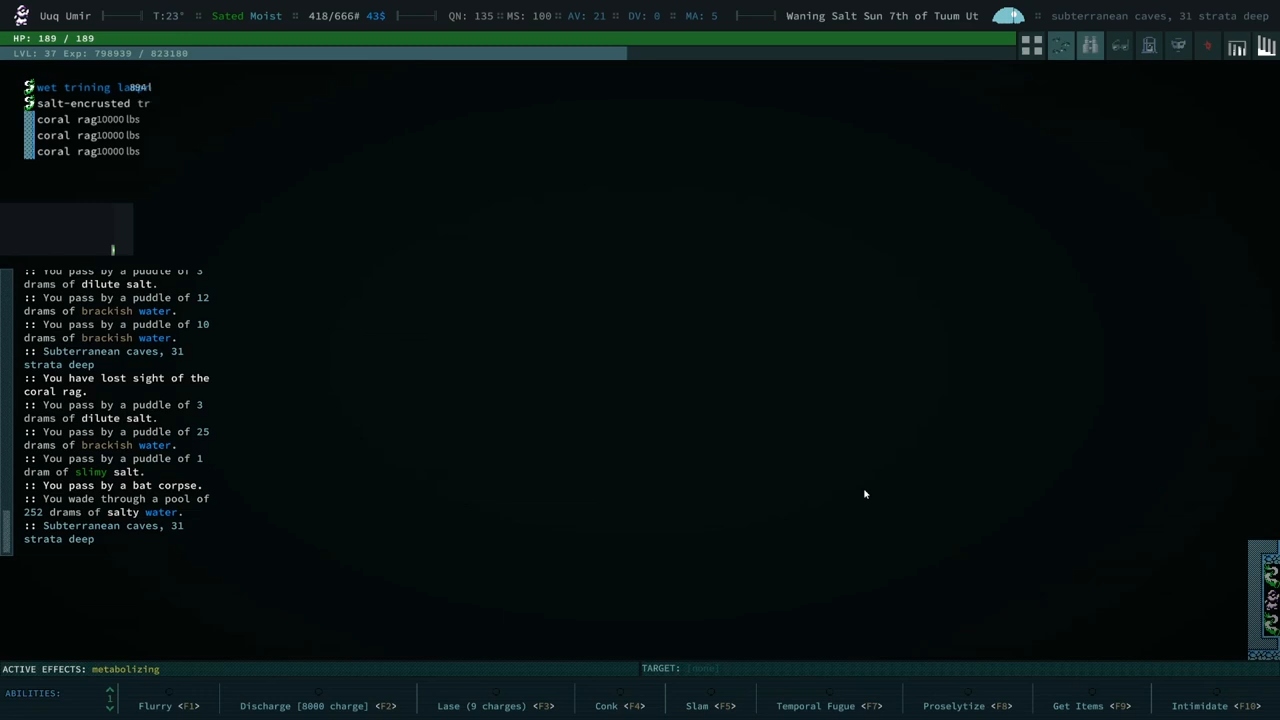 Uuq Umir T:23° Sated Moist 418/666# 43$ QN: 135 MS: 100 AV: 21 DV: 0 MA: 5 Waning Salt Sun 7th of Tuum Ut subterranean caves, 31 strata deep
HP: 189 / 189
LVL: 37 Exp: 798939 / 823180
wet trining
salt-encrusted tr
coral rag 10000 lbs
coral rag 10000 lbs
coral rag 10000 lbs
:: You pass by a puddle of 3
drams of dilute salt.
:: You pass by a puddle of 12
drams of brackish water.
:: You pass by a puddle of 10
drams of brackish water.
:: Subterranean caves, 31
strata deep
:: You have lost sight of the
coral rag.
:: You pass by a puddle of 3
drams of dilute salt.
:: You pass by a puddle of 25
drams of brackish water.
:: You pass by a puddle of 1
dram of slimy salt.
:: You pass by a bat corpse.
:: You wade through a pool of
252 drams of salty water.
:: Subterranean caves, 31
strata deep
ACTIVE EFFECTS: metabolizing TARGET: [none]
ABILITIES: 1 Flurry <F1> Discharge [8000 charge] <F2> Lase (9 charges) <F3> Conk <F4> Slam <F5> Temporal Fugue <F7> Proselytize <F8> Get Items <F9> Intimidate <F10>